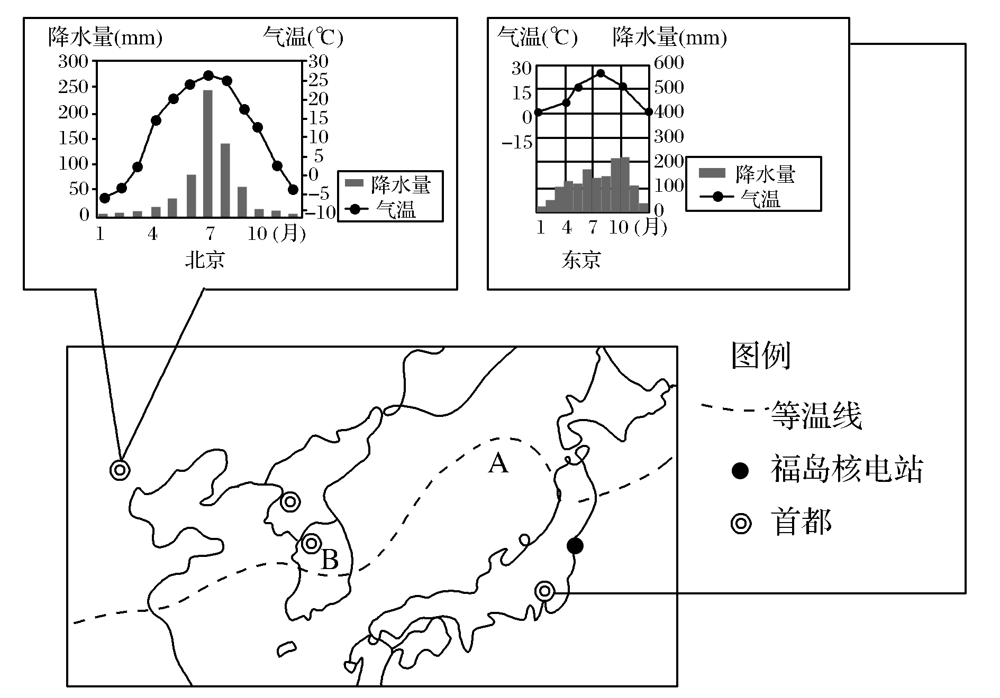 降水量(mm) 气温(℃)
300 30
250 25
200 20
150 15
100 10
50 5
0 0
−5
−10
1 4 7 10 (月)
降水量
气温
北京
气温(℃) 降水量(mm)
30 600
15 500
0 400
−15 300
200
100
0
1 4 7 10 (月)
降水量
气温
东京
A
B
图例
等温线
福岛核电站
首都